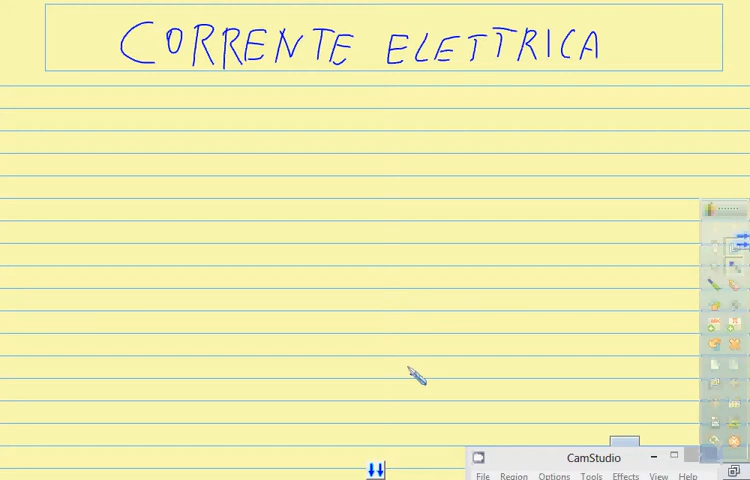 CORRENTE ELETTRICA
CamStudio
File Region Options Tools Effects View Help